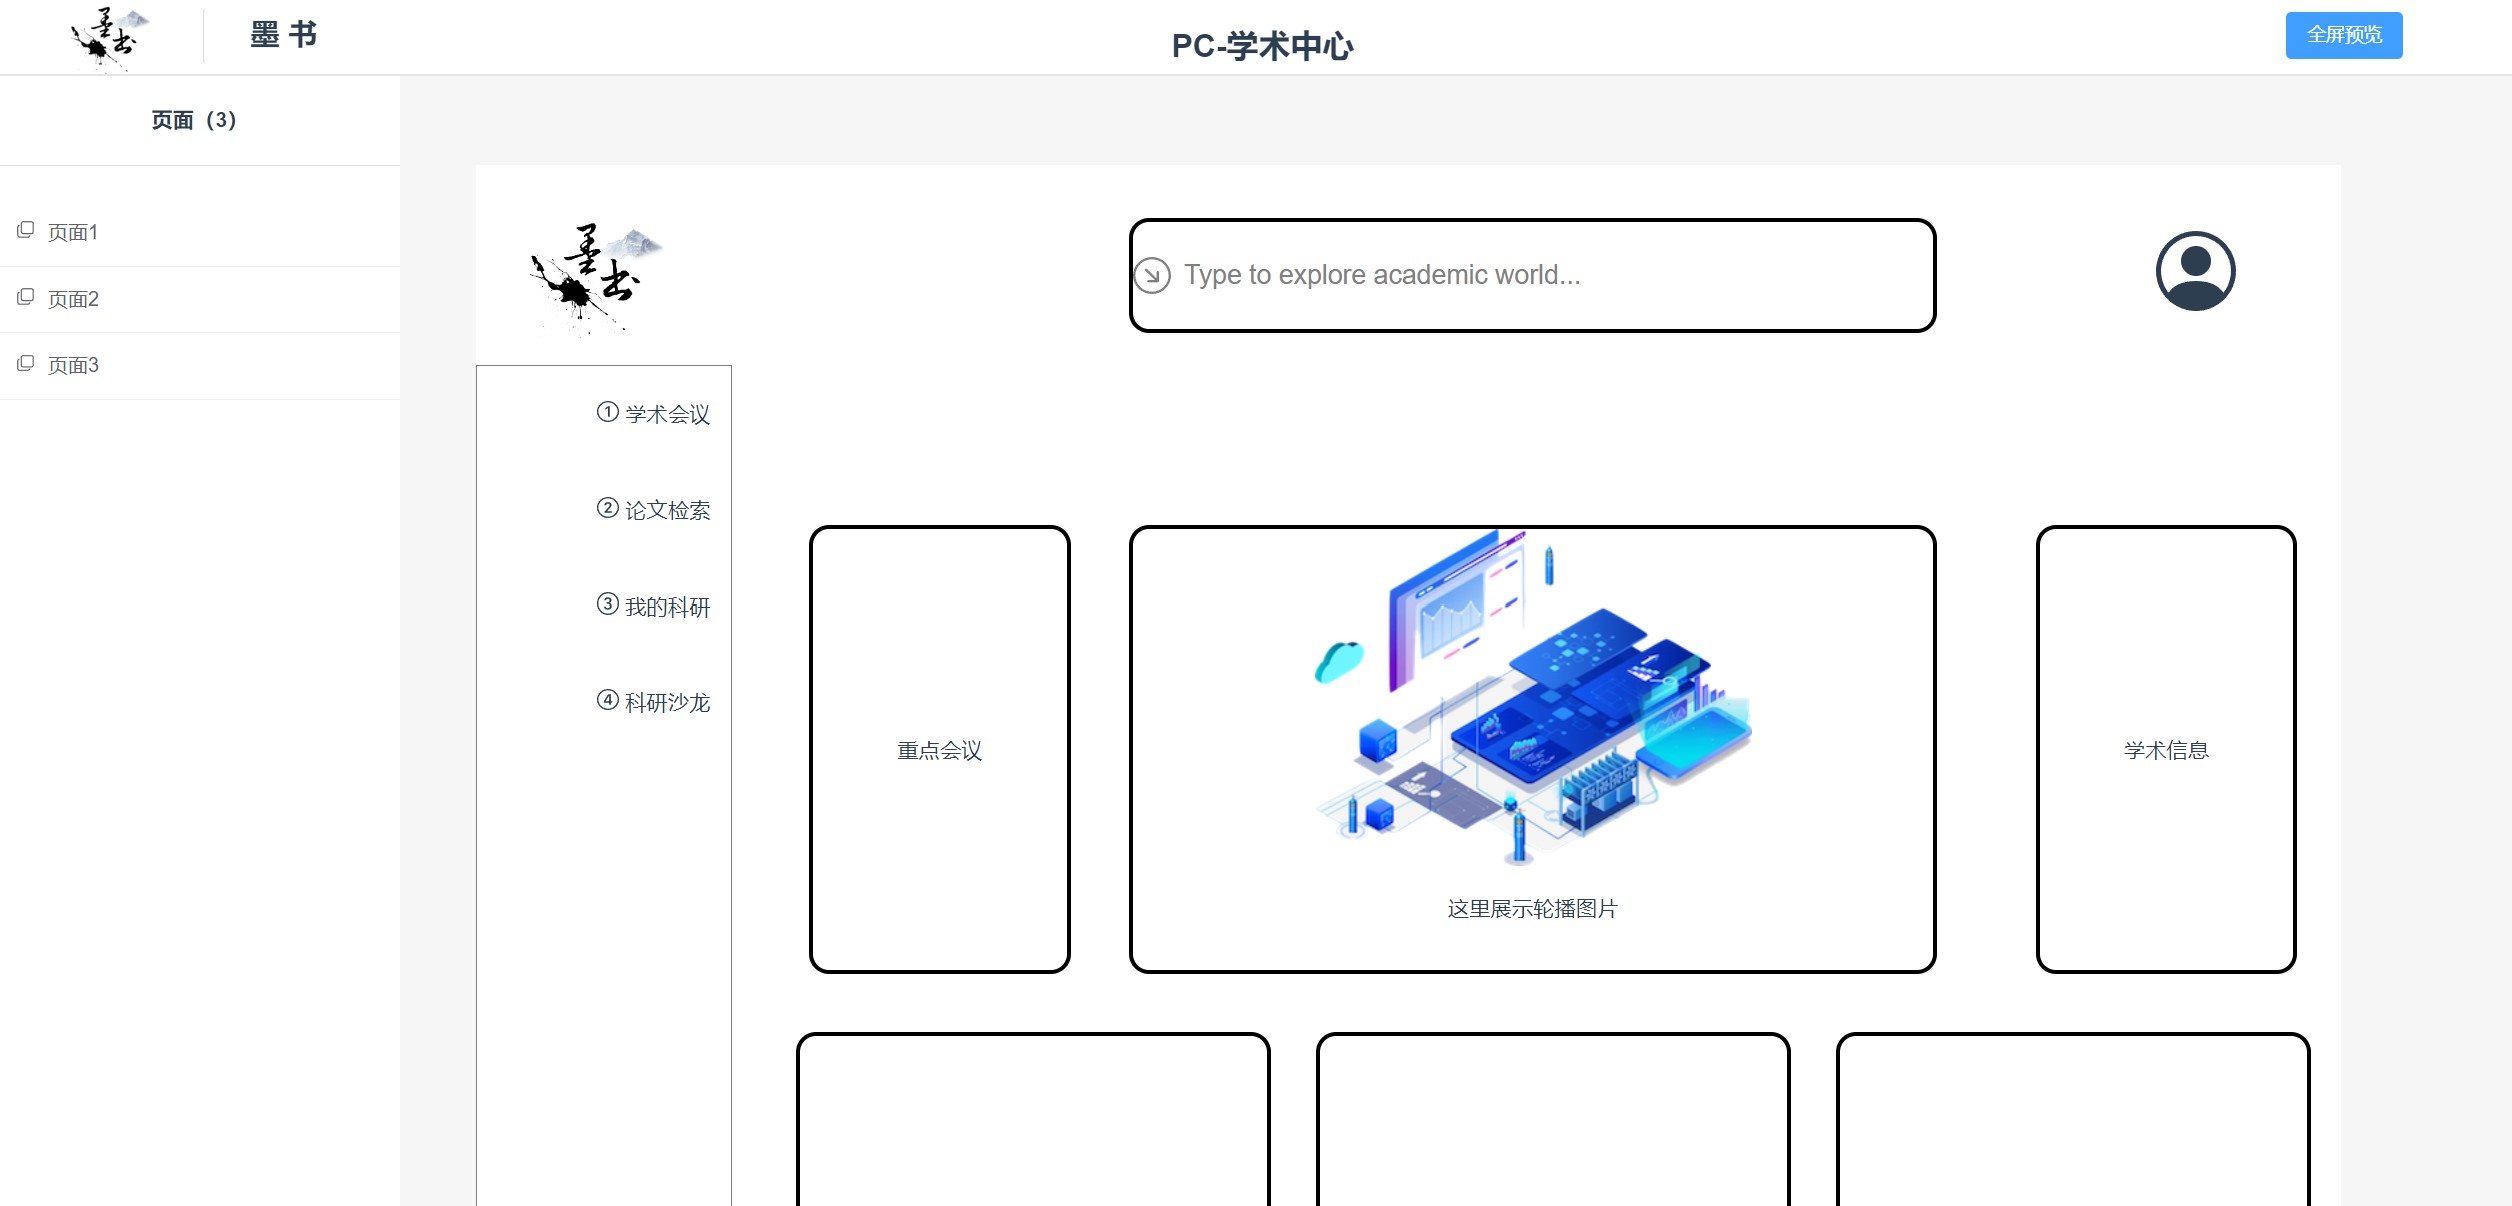 墨书
墨 书
PC-学术中心
全屏预览
页面（3）
页面1
页面2
页面3
墨书
Type to explore academic world...
① 学术会议
② 论文检索
③ 我的科研
④ 科研沙龙
重点会议
这里展示轮播图片
学术信息